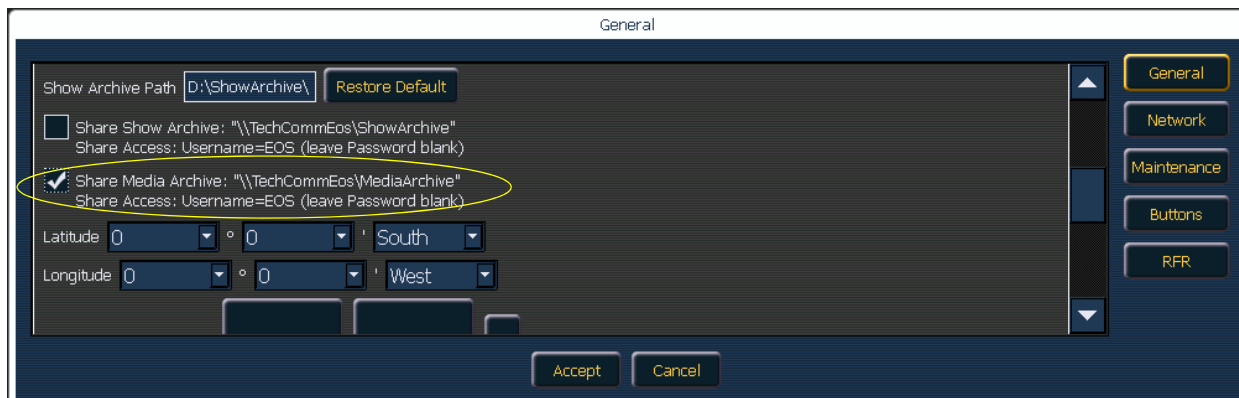 General
Show Archive Path D:\ShowArchive\ Restore Default
Share Show Archive: "\\TechCommEos\ShowArchive"
Share Access: Username=EOS (leave Password blank)
Share Media Archive: "\\TechCommEos\MediaArchive"
Share Access: Username=EOS (leave Password blank)
Latitude 0 ° 0 ' South
Longitude 0 ° 0 ' West
General
Network
Maintenance
Buttons
RFR
Accept Cancel